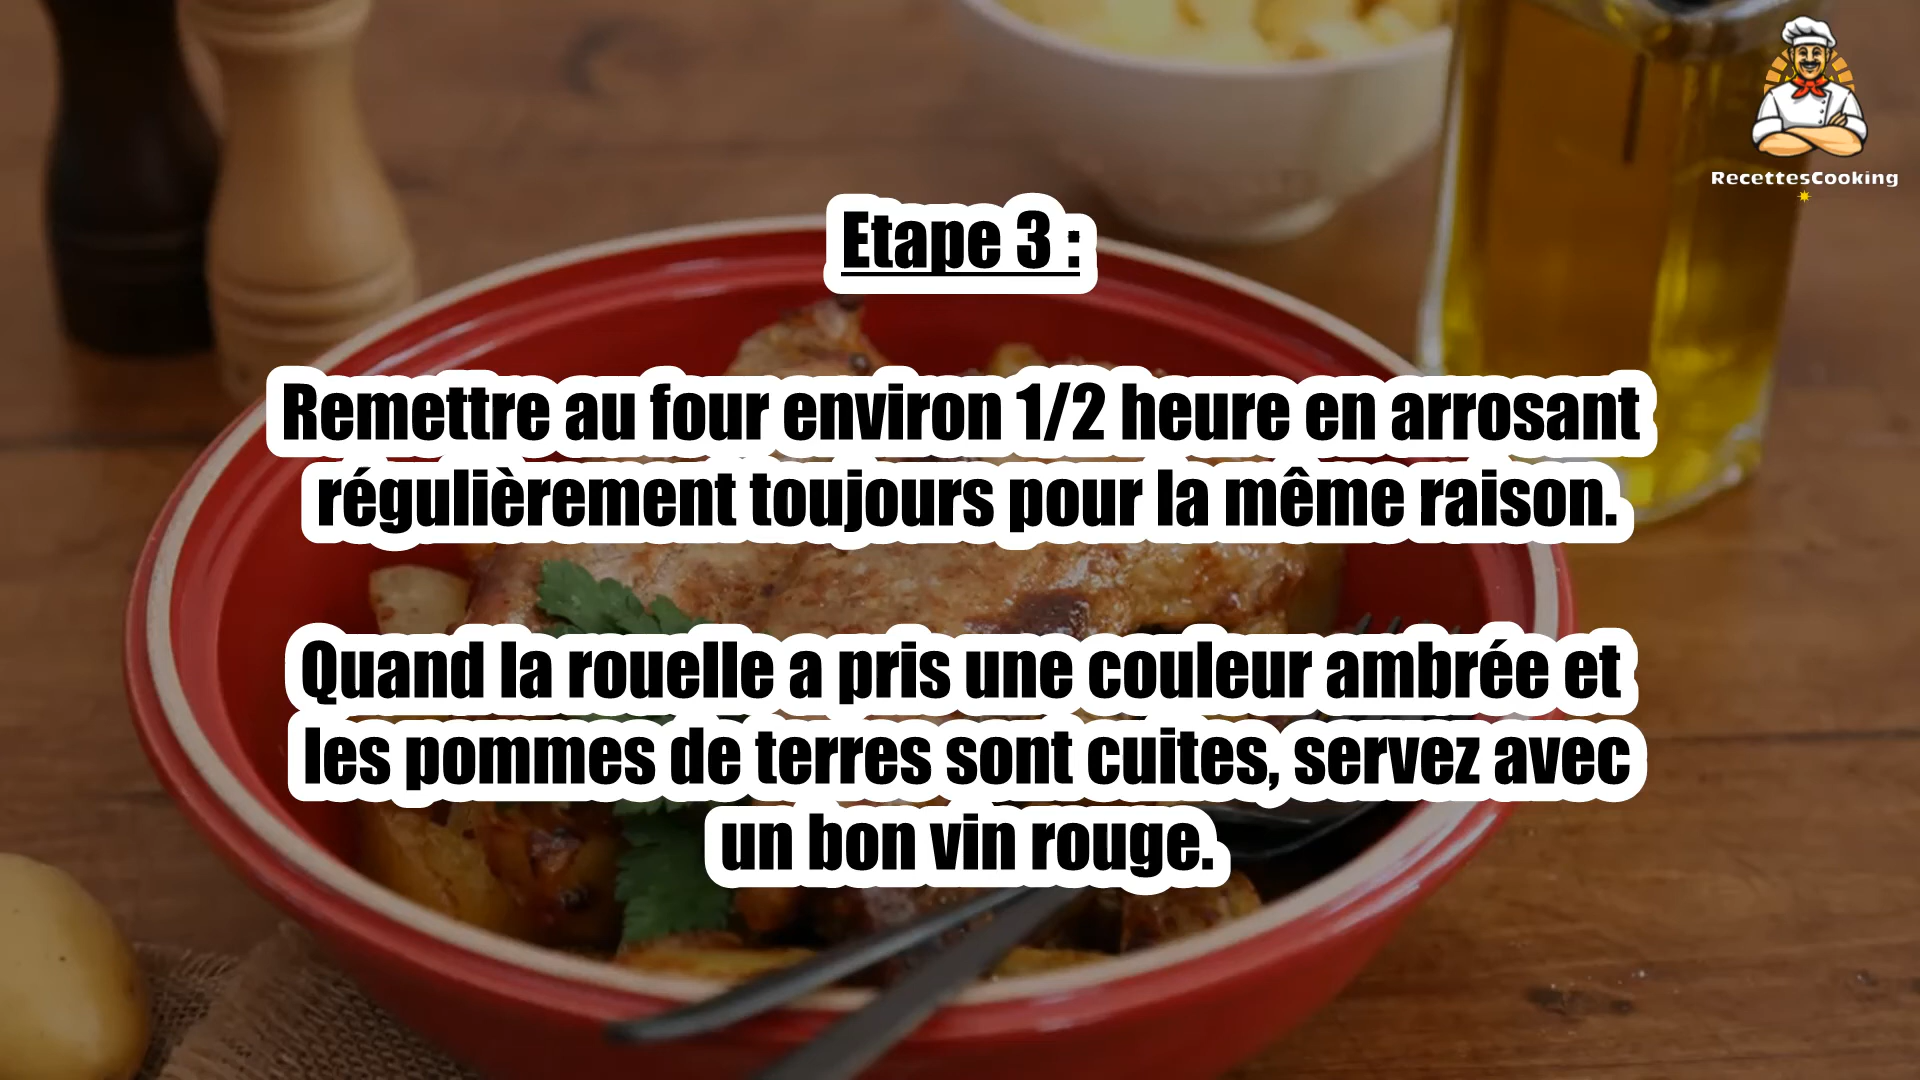 RecettesCooking
Etape 3 :
Remettre au four environ 1/2 heure en arrosant
régulièrement toujours pour la même raison.
Quand la rouelle a pris une couleur ambrée et
les pommes de terres sont cuites, servez avec
un bon vin rouge.